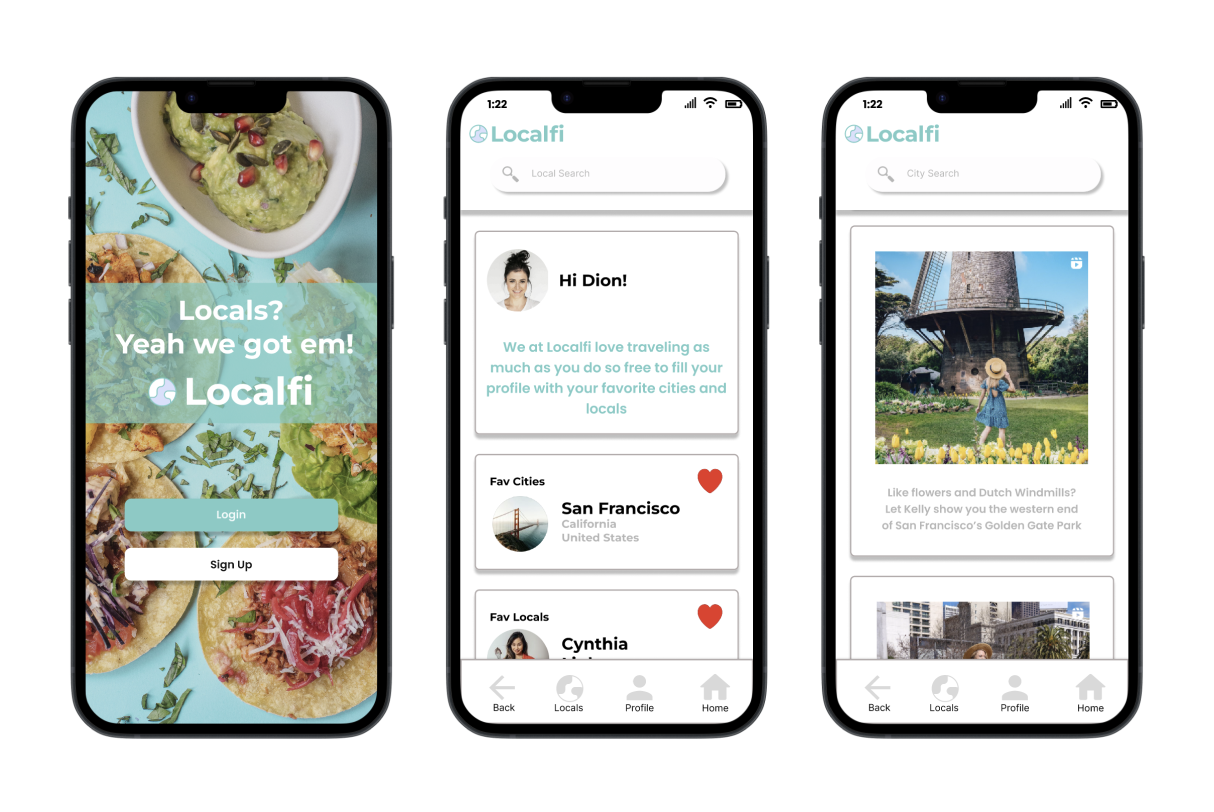 Locals?
Yeah we got em!
Localfi
Login
Sign Up
1:22
Localfi
Local Search
Hi Dion!
We at Localfi love traveling as
much as you do so free to fill your
profile with your favorite cities and
locals
Fav Cities
San Francisco
California
United States
Fav Locals
Cynthia
Back
Locals
Profile
Home
1:22
Localfi
City Search
Like flowers and Dutch Windmills?
Let Kelly show you the western end
of San Francisco's Golden Gate Park
Back
Locals
Profile
Home